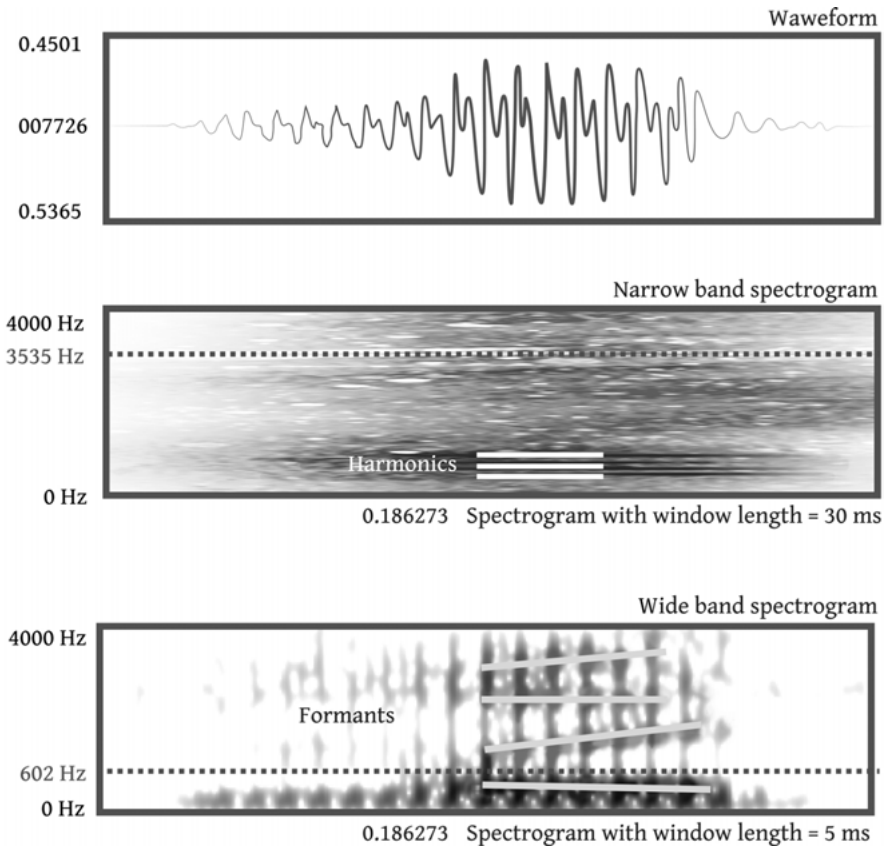 Waweform
0.4501
007726
0.5365
Narrow band spectrogram
4000 Hz
3535 Hz
Harmonics
0 Hz
0.186273 Spectrogram with window length = 30 ms
Wide band spectrogram
4000 Hz
Formants
602 Hz
0 Hz
0.186273 Spectrogram with window length = 5 ms